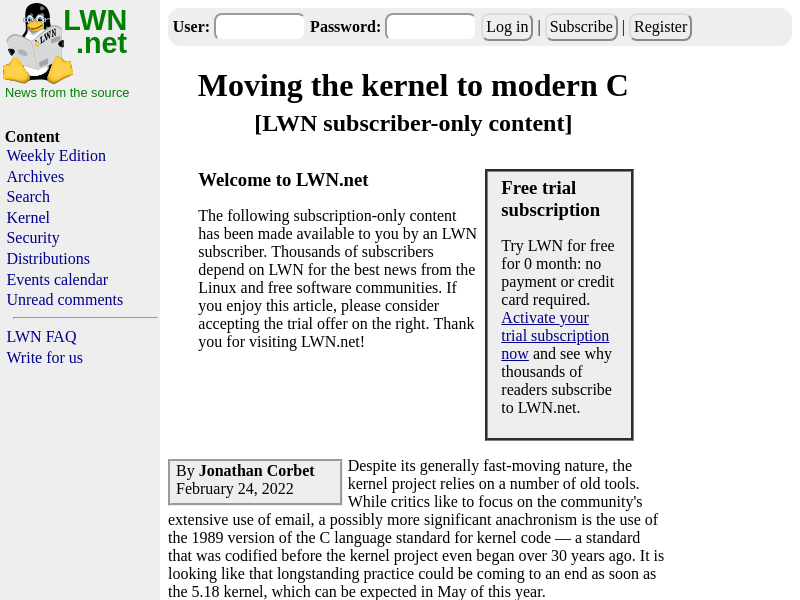 LWN
.net
News from the source
LWN
User: Password: Log in | Subscribe | Register
Content
Weekly Edition
Archives
Search
Kernel
Security
Distributions
Events calendar
Unread comments
LWN FAQ
Write for us
Moving the kernel to modern C
[LWN subscriber-only content]
Welcome to LWN.net
The following subscription-only content
has been made available to you by an LWN
subscriber. Thousands of subscribers
depend on LWN for the best news from the
Linux and free software communities. If
you enjoy this article, please consider
accepting the trial offer on the right. Thank
you for visiting LWN.net!
Free trial
subscription
Try LWN for free
for 0 month: no
payment or credit
card required.
Activate your
trial subscription
now and see why
thousands of
readers subscribe
to LWN.net.
By Jonathan Corbet
February 24, 2022
Despite its generally fast-moving nature, the
kernel project relies on a number of old tools.
While critics like to focus on the community's
extensive use of email, a possibly more significant anachronism is the use of
the 1989 version of the C language standard for kernel code — a standard
that was codified before the kernel project even began over 30 years ago. It is
looking like that longstanding practice could be coming to an end as soon as
the 5.18 kernel, which can be expected in May of this year.